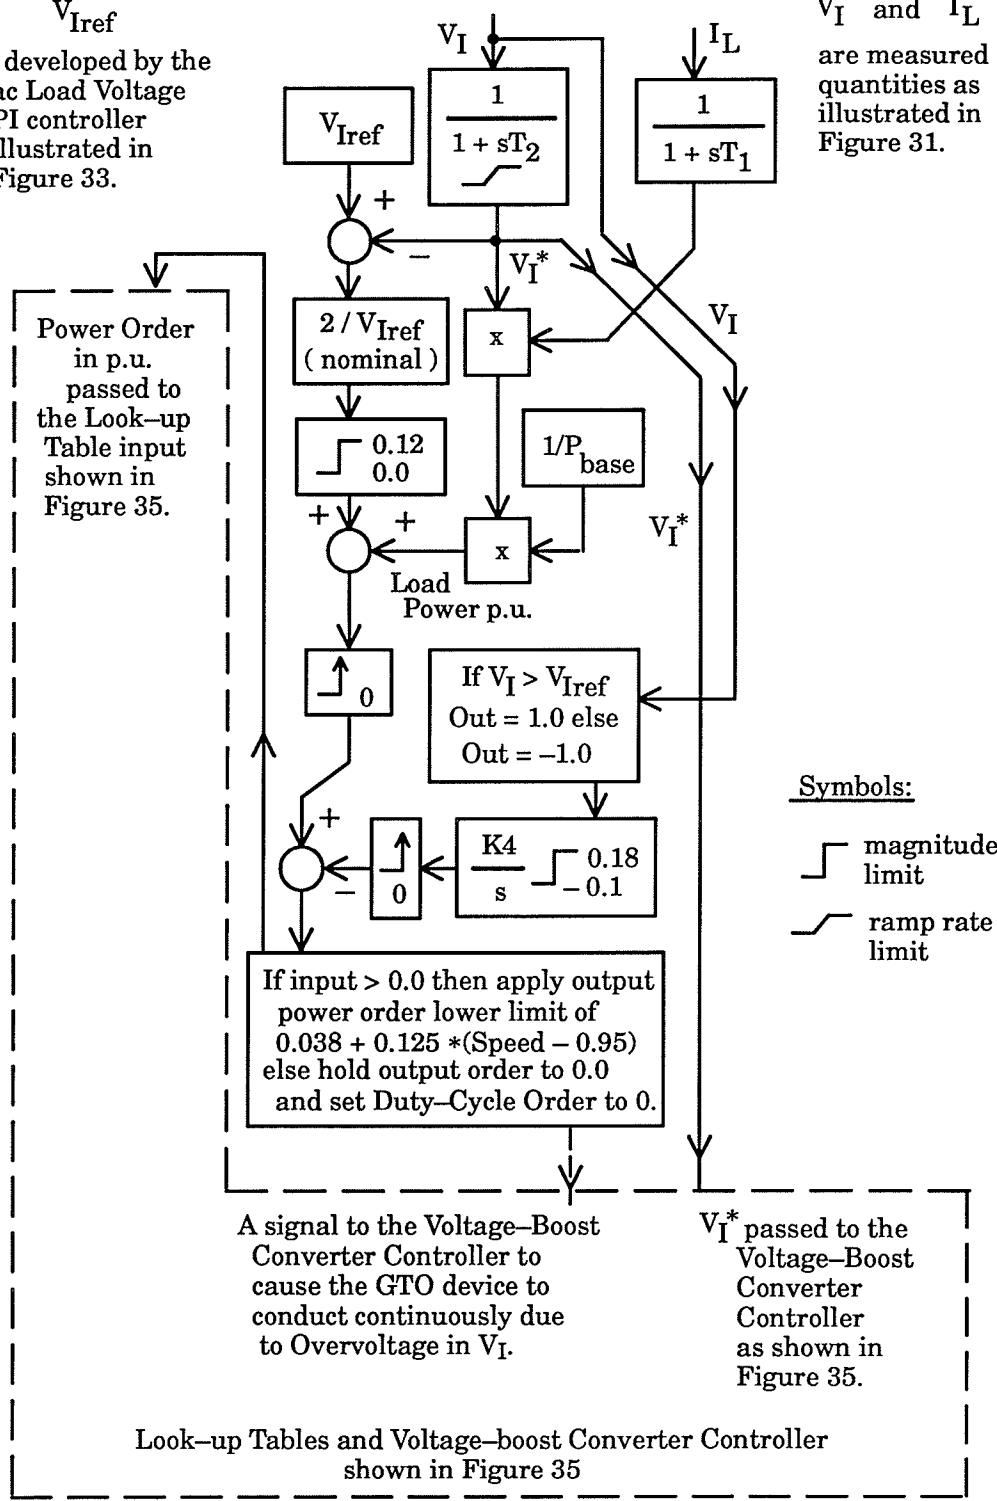 V_Iref
developed by the
ac Load Voltage
PI controller
illustrated in
Figure 33.
V_I
I_L
V_I and I_L
are measured
quantities as
illustrated in
Figure 31.
V_Iref
1
1 + sT_2
1
1 + sT_1
+
–
V_I*
V_I
2 / V_Iref
( nominal )
x
0.12
0.0
1/P_base
+
+
x
Load
Power p.u.
V_I*
Power Order
in p.u.
passed to
the Look–up
Table input
shown in
Figure 35.
0
If V_I > V_Iref
Out = 1.0 else
Out = –1.0
+
–
0
K4
s
0.18
– 0.1
Symbols:
magnitude
limit
ramp rate
limit
If input > 0.0 then apply output
power order lower limit of
0.038 + 0.125 *(Speed – 0.95)
else hold output order to 0.0
and set Duty–Cycle Order to 0.
A signal to the Voltage–Boost
Converter Controller to
cause the GTO device to
conduct continuously due
to Overvoltage in V_I.
V_I* passed to the
Voltage–Boost
Converter
Controller
as shown in
Figure 35.
Look–up Tables and Voltage–boost Converter Controller
shown in Figure 35